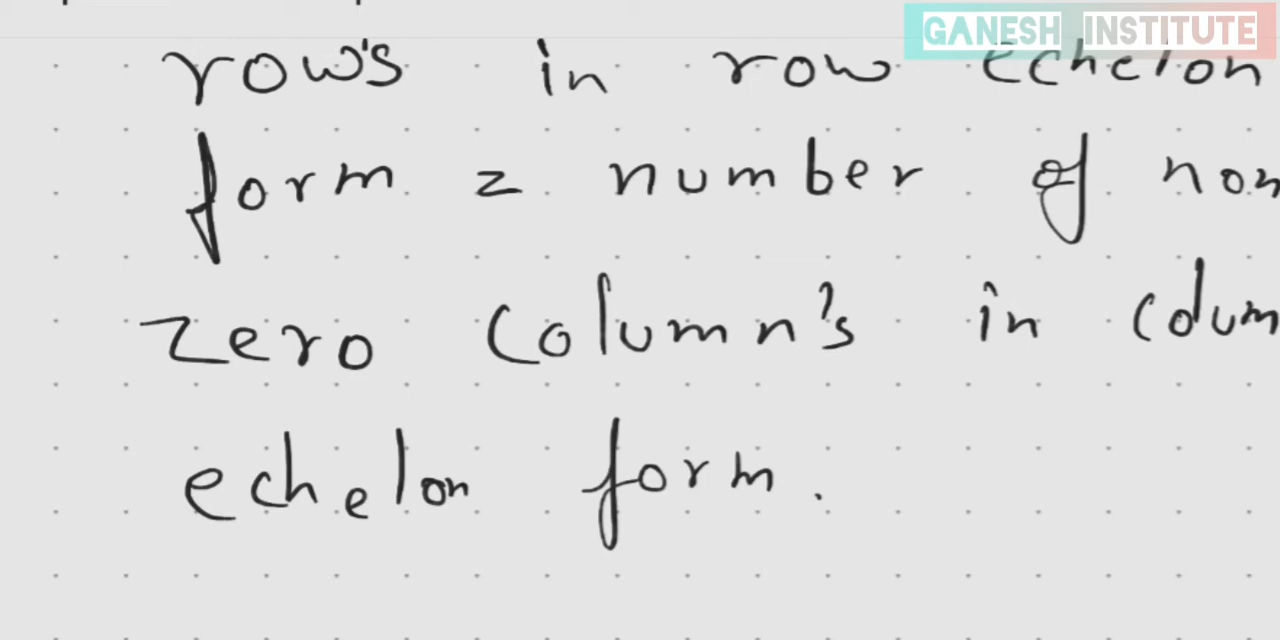 GANESH INSTITUTE
row's in row echelon
form = number of non
zero column's in colum
echelon form.